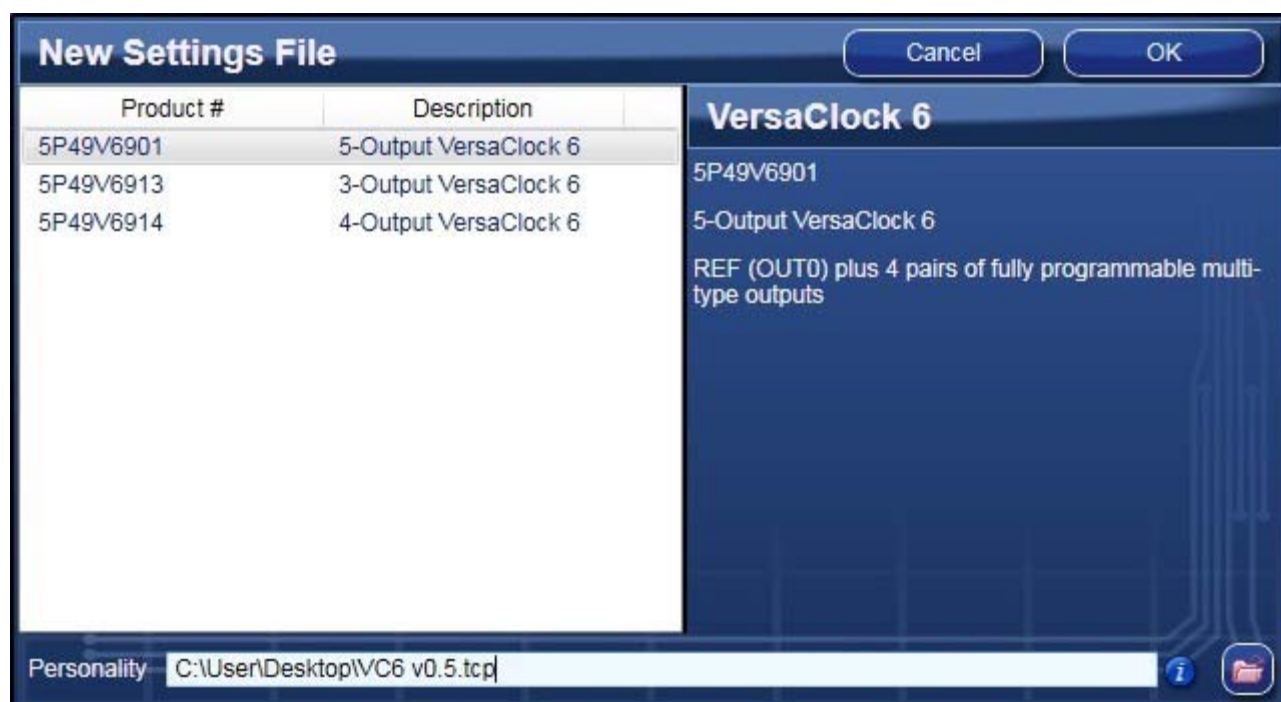 New Settings File
Cancel
OK
Product # Description
5P49V6901 5-Output VersaClock 6
5P49V6913 3-Output VersaClock 6
5P49V6914 4-Output VersaClock 6
VersaClock 6
5P49V6901
5-Output VersaClock 6
REF (OUT0) plus 4 pairs of fully programmable multi-
type outputs
Personality C:\User\Desktop\VC6 v0.5.tcp
i